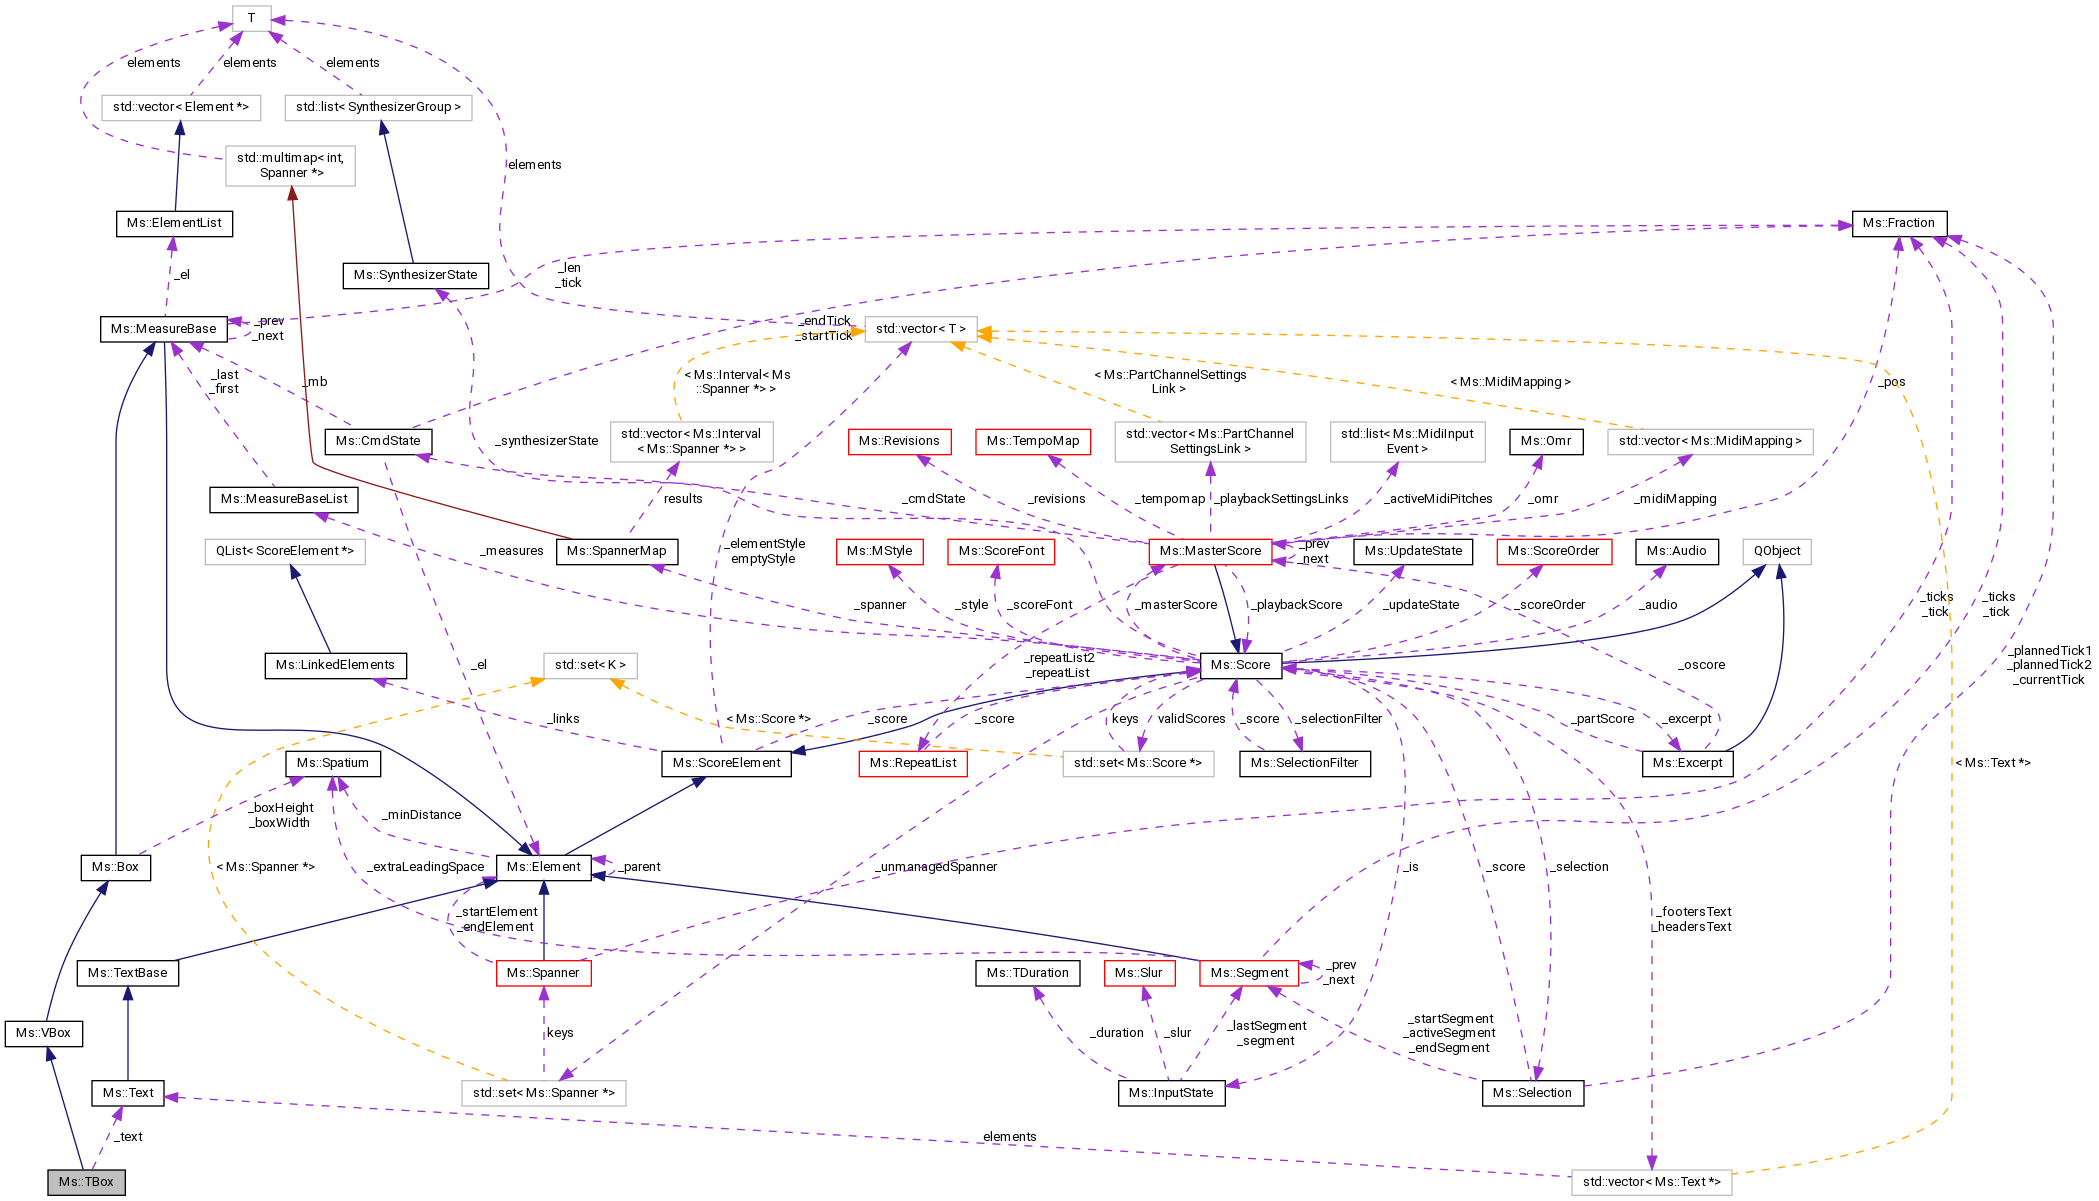 T
elements
elements
elements
std::vector< Element *>
std::list< SynthesizerGroup >
std::multimap< int,
Spanner *>
elements
Ms::ElementList
Ms::Fraction
_el
Ms::SynthesizerState
_len
_tick
Ms::MeasureBase
_prev
_next
_endTick
_startTick
std::vector< T >
_last
_first
_mb
< Ms::Interval< Ms
::Spanner *> >
< Ms::PartChannelSettings
Link >
< Ms::MidiMapping >
_pos
Ms::CmdState
_synthesizerState
std::vector< Ms::Interval
< Ms::Spanner *> >
Ms::Revisions
Ms::TempoMap
std::vector< Ms::PartChannel
SettingsLink >
std::list< Ms::MidiInput
Event >
Ms::Omr
std::vector< Ms::MidiMapping >
Ms::MeasureBaseList
results
_cmdState
_revisions
_tempomap
_playbackSettingsLinks
_activeMidiPitches
_omr
_midiMapping
QList< ScoreElement *>
_measures
Ms::SpannerMap
_elementStyle
emptyStyle
Ms::MStyle
Ms::ScoreFont
Ms::MasterScore
_prev
_next
Ms::UpdateState
Ms::ScoreOrder
Ms::Audio
QObject
_spanner
_style
_scoreFont
_masterScore
_playbackScore
_updateState
_scoreOrder
_audio
_ticks
_tick
_ticks
_tick
Ms::LinkedElements
_el
std::set< K >
_repeatList2
_repeatList
Ms::Score
_oscore
_plannedTick1
_plannedTick2
_currentTick
_links
< Ms::Score *>
_score
_score
keys
validScores
_score
_selectionFilter
_partScore
_excerpt
Ms::Spatium
Ms::ScoreElement
Ms::RepeatList
std::set< Ms::Score *>
Ms::SelectionFilter
Ms::Excerpt
< Ms::Text *>
_boxHeight
_boxWidth
_minDistance
Ms::Box
< Ms::Spanner *>
_extraLeadingSpace
Ms::Element
_parent
_unmanagedSpanner
_is
_score
_selection
_startElement
_endElement
_footersText
_headersText
Ms::TextBase
Ms::Spanner
Ms::TDuration
Ms::Slur
Ms::Segment
_prev
_next
Ms::VBox
keys
_duration
_slur
_lastSegment
_segment
_startSegment
_activeSegment
_endSegment
Ms::Text
std::set< Ms::Spanner *>
Ms::InputState
Ms::Selection
_text
elements
Ms::TBox
std::vector< Ms::Text *>